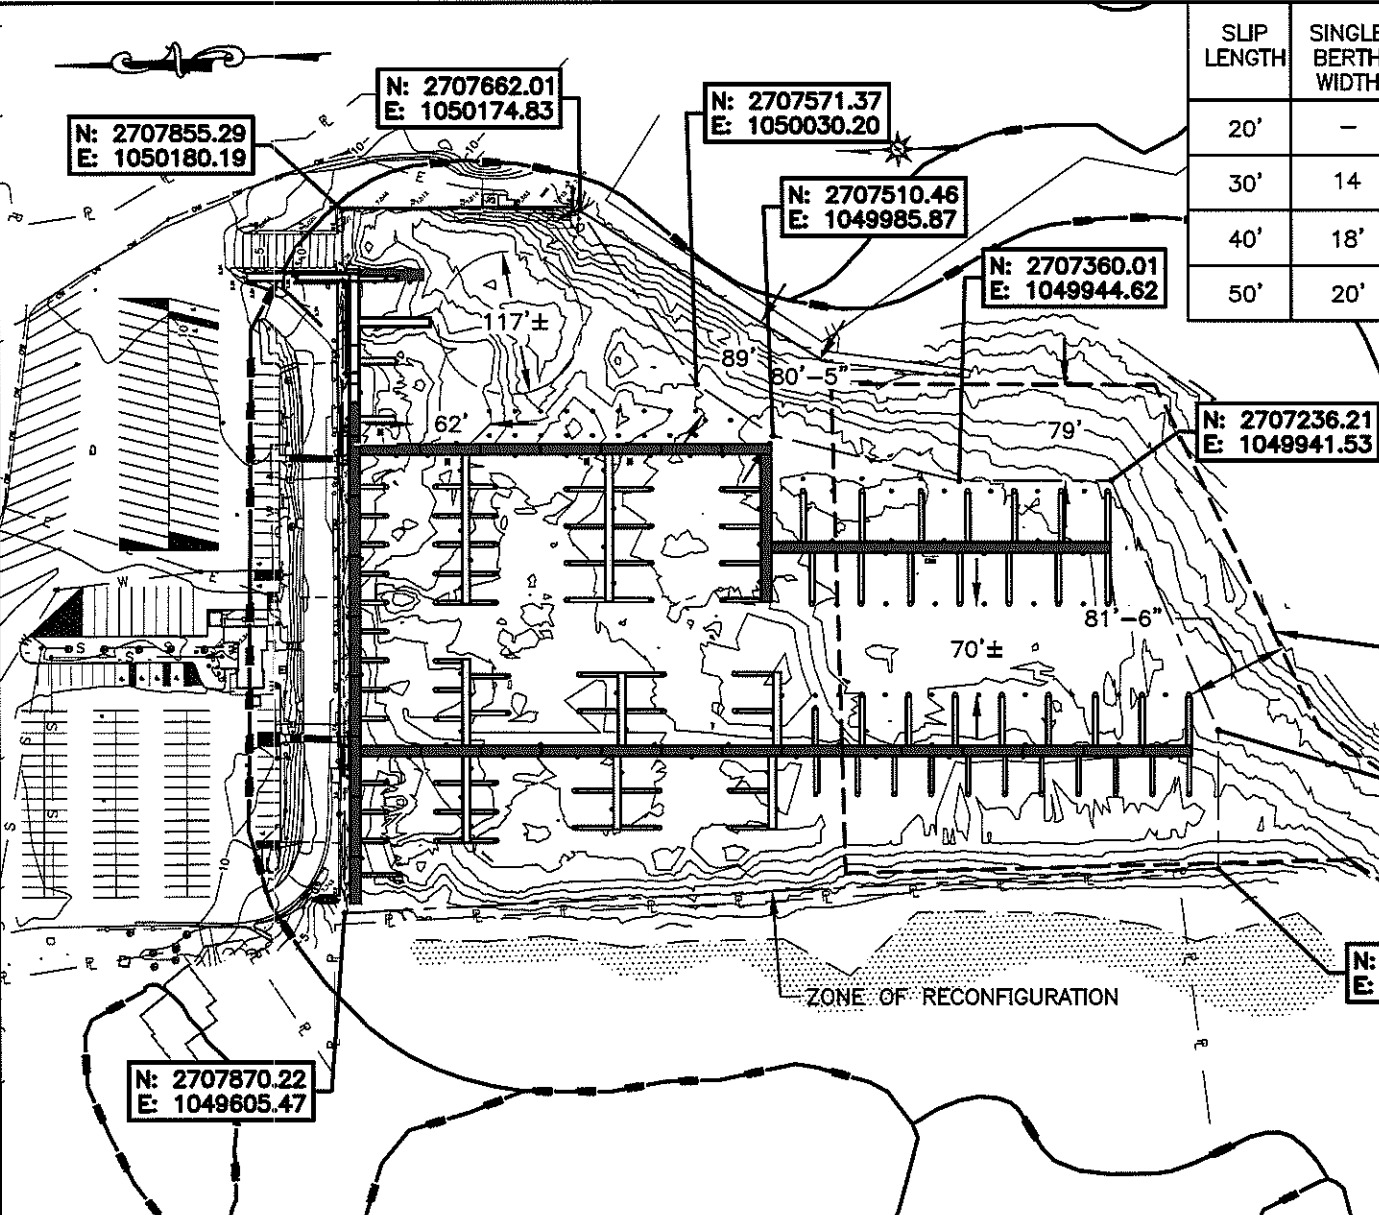 N: 2707662.01
E: 1050174.83
N: 2707571.37
E: 1050030.20
N: 2707855.29
E: 1050180.19
N: 2707510.46
E: 1049985.87
N: 2707360.01
E: 1049944.62
SLIP
LENGTH
SINGLE
BERTH
WIDTH
20' –
30' 14
40' 18'
50' 20'
117'±
89'
80'-5"
62'
79'
N: 2707236.21
E: 1049941.53
81'-6"
70'±
W
E
S
S
S
S
-10-
ZONE OF RECONFIGURATION
N:
E:
N: 2707870.22
E: 1049605.47